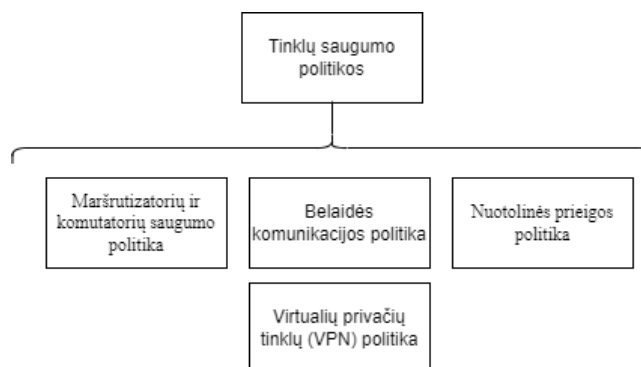 Tinklų saugumo
politikos
Maršrutizatorių ir
komutatorių saugumo
politika
Belaidės
komunikacijos politika
Nuotolinės prieigos
politika
Virtualių privačių
tinklų (VPN) politika